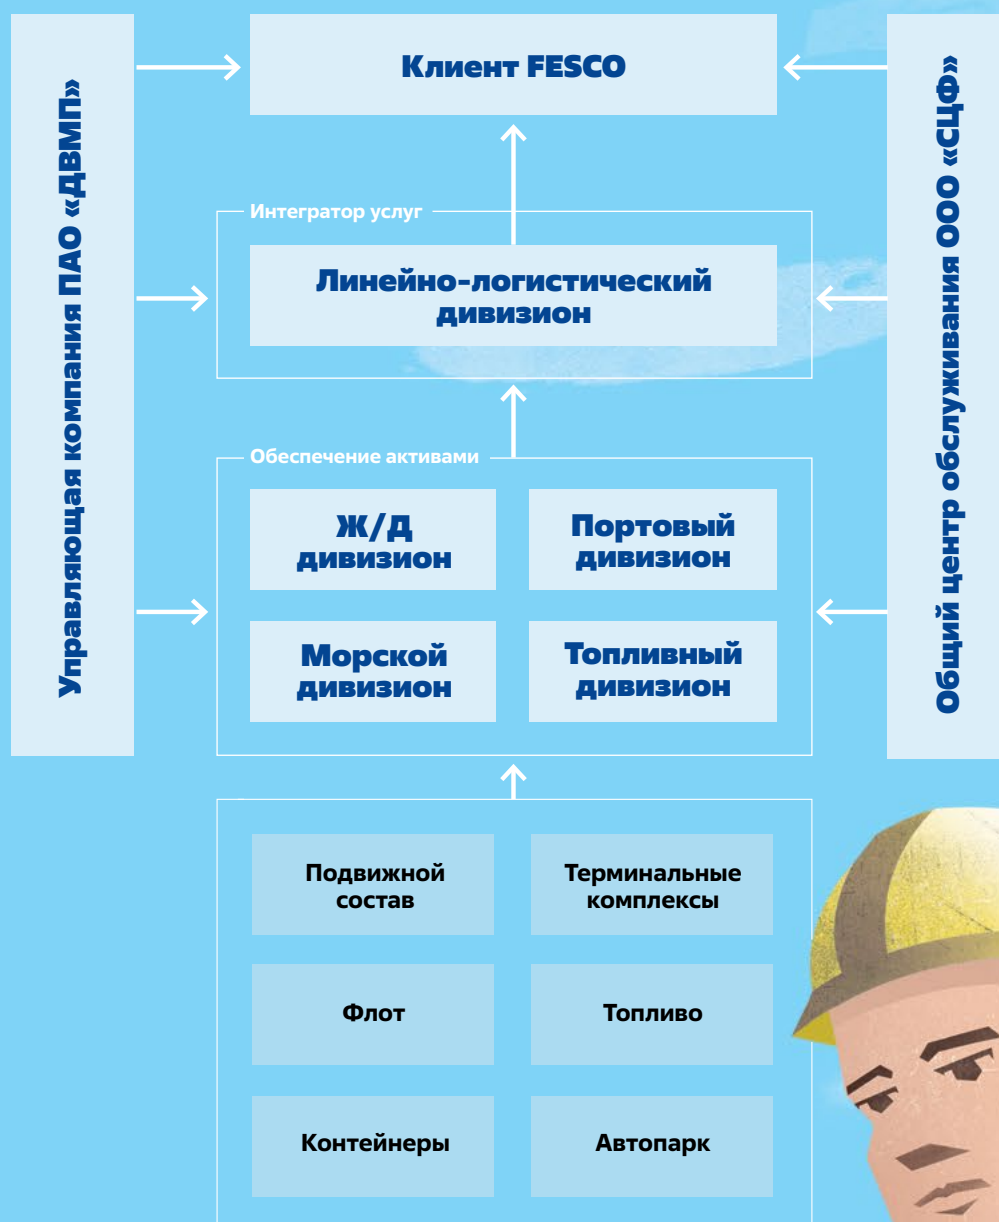 Управляющая компания ПАО «ДВМП»
Клиент FESCO
Общий центр обслуживания ООО «СЦФ»
Интегратор услуг
Линейно-логистический
дивизион
Обеспечение активами
Ж/Д
дивизион
Портовый
дивизион
Морской
дивизион
Топливный
дивизион
Подвижной
состав
Терминальные
комплексы
Флот
Топливо
Контейнеры
Автопарк